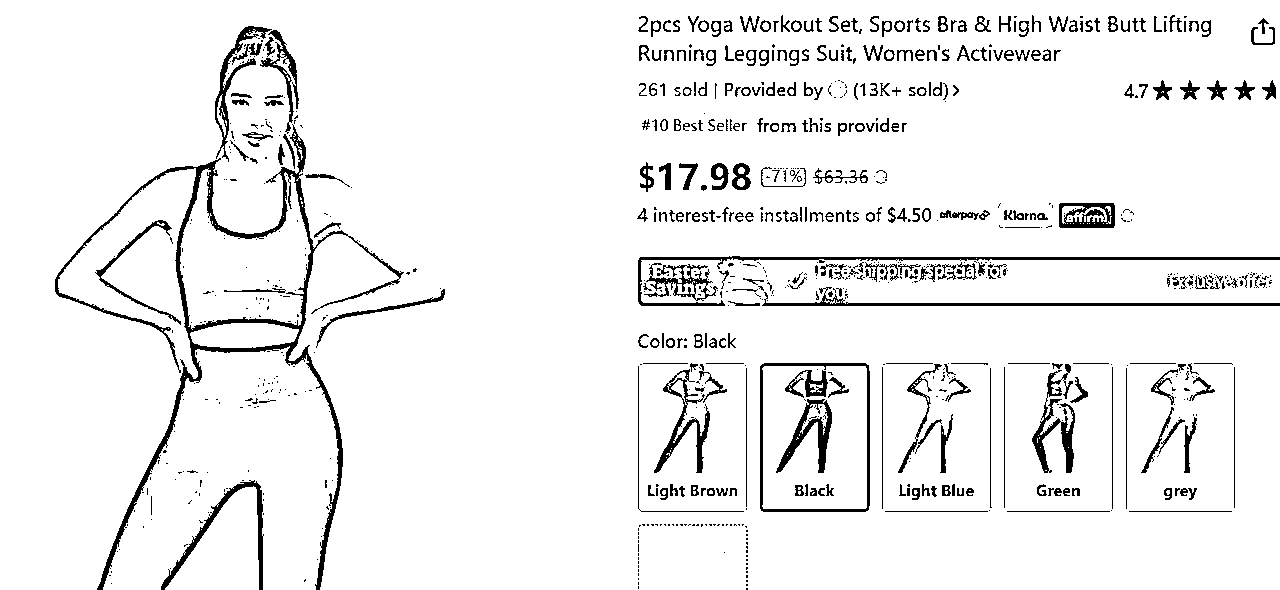 2pcs Yoga Workout Set, Sports Bra & High Waist Butt Lifting
Running Leggings Suit, Women's Activewear
261 sold | Provided by (13K+ sold)
4.7
#10 Best Seller from this provider
$17.98 -71% $63.36
4 interest-free installments of $4.50 afterpay Klarna. affirm
Easter
Savings
Free shipping special for
you
Exclusive offer
Color: Black
Light Brown
Black
Light Blue
Green
grey